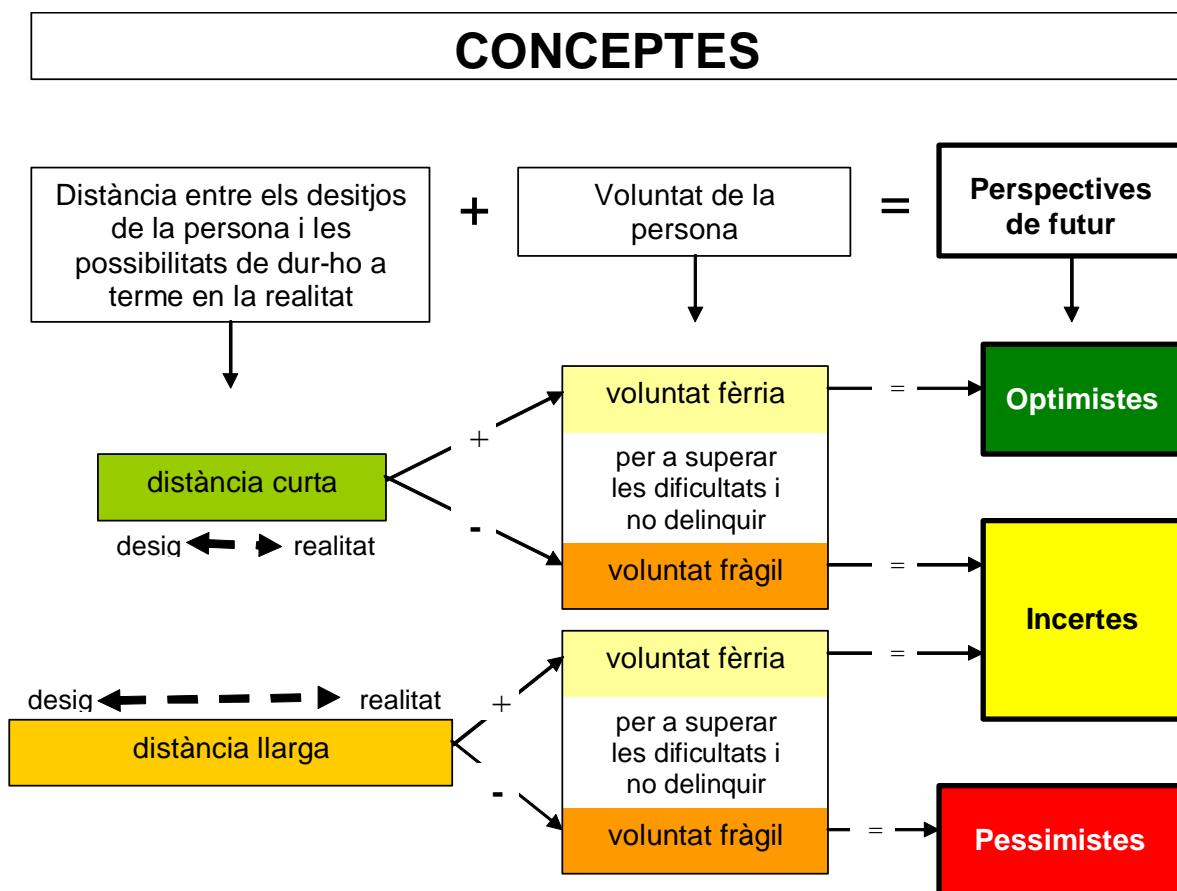 CONCEPTES
Distància entre els desitjos
de la persona i les
possibilitats de dur-ho a
terme en la realitat
+
Voluntat de la
persona
=
Perspectives
de futur
voluntat fèrria
=
Optimistes
+
distància curta
per a superar
les dificultats i
no delinquir
-
desig
realitat
voluntat fràgil
=
Incertes
voluntat fèrria
=
desig
realitat
+
distància llarga
per a superar
les dificultats i
no delinquir
-
voluntat fràgil
=
Pessimistes